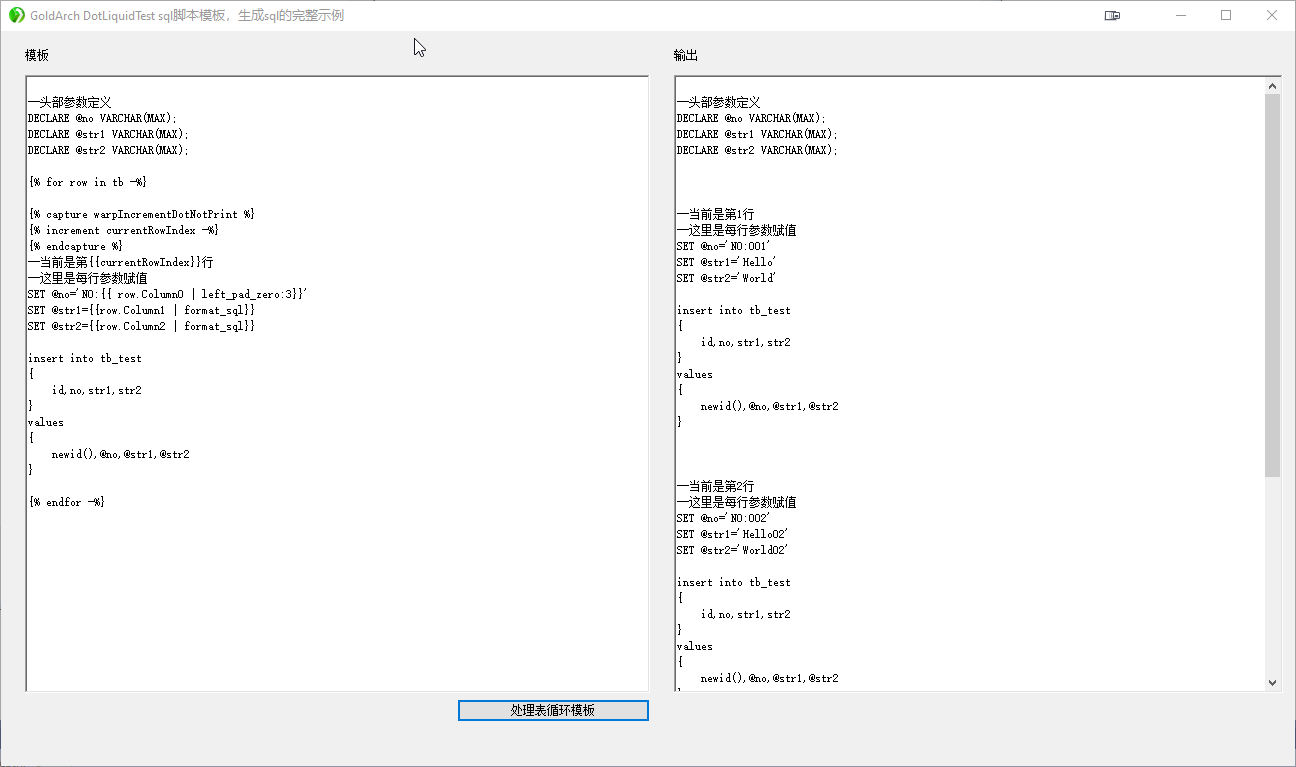 GoldArch DotLiquidTest sql脚本模板，生成sql的完整示例
模板
--头部参数定义
DECLARE @no VARCHAR(MAX);
DECLARE @str1 VARCHAR(MAX);
DECLARE @str2 VARCHAR(MAX);
{% for row in tb -%}
{% capture warpIncrementDotNotPrint %}
{% increment currentRowIndex -%}
{% endcapture %}
--当前是第{{currentRowIndex}}行
--这里是每行参数赋值
SET @no='NO:{{ row.Column0 | left_pad_zero:3}}'
SET @str1={{row.Column1 | format_sql}}
SET @str2={{row.Column2 | format_sql}}
insert into tb_test
{
id,no,str1,str2
}
values
{
newid(),@no,@str1,@str2
}
{% endfor -%}
处理表循环模板
输出
--头部参数定义
DECLARE @no VARCHAR(MAX);
DECLARE @str1 VARCHAR(MAX);
DECLARE @str2 VARCHAR(MAX);
--当前是第1行
--这里是每行参数赋值
SET @no='NO:001'
SET @str1='Hello'
SET @str2='World'
insert into tb_test
{
id,no,str1,str2
}
values
{
newid(),@no,@str1,@str2
}
--当前是第2行
--这里是每行参数赋值
SET @no='NO:002'
SET @str1='Hello02'
SET @str2='World02'
insert into tb_test
{
id,no,str1,str2
}
values
{
newid(),@no,@str1,@str2